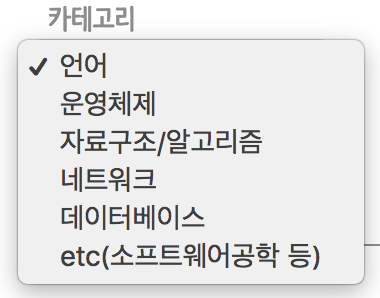 카테고리
✓ 언어
운영체제
자료구조/알고리즘
네트워크
데이터베이스
etc(소프트웨어공학 등)